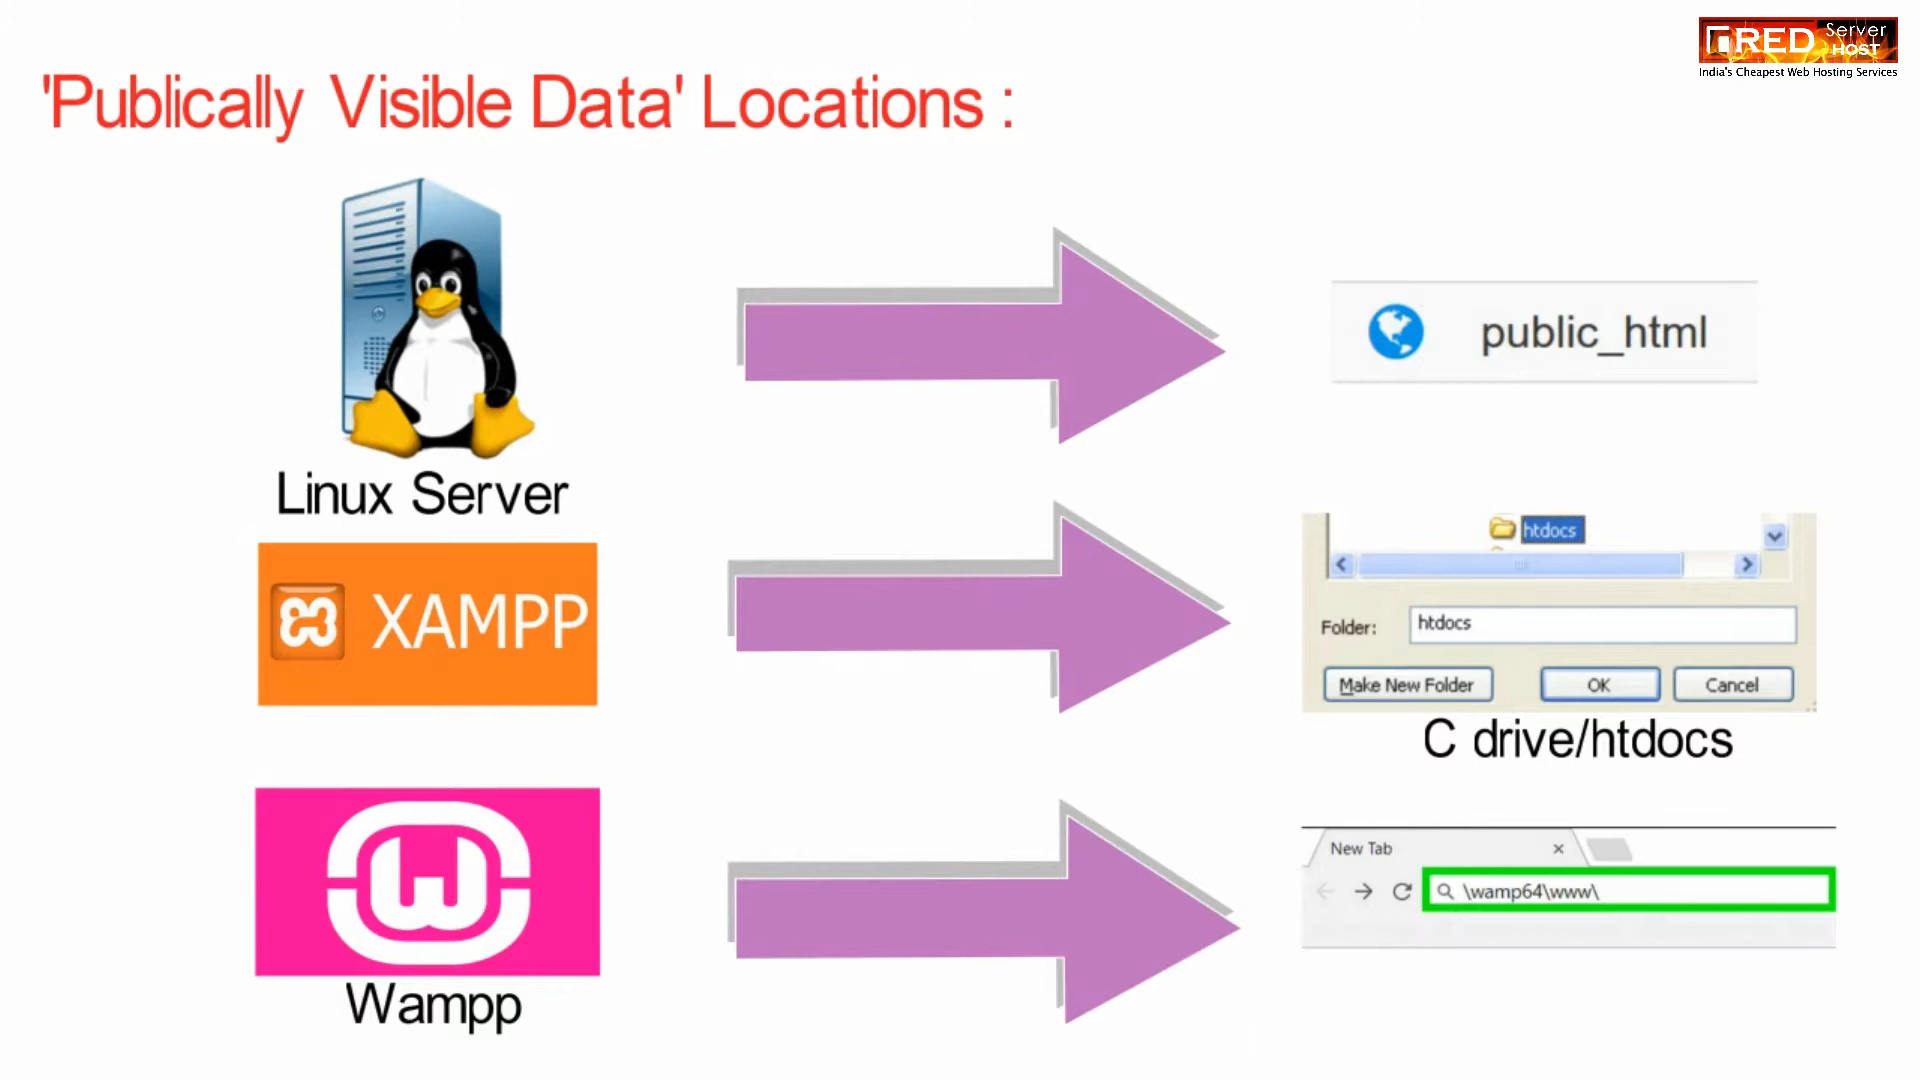 RED Server
HOST
India's Cheapest Web Hosting Services
'Publically Visible Data' Locations :
public_html
Linux Server
htdocs
XAMPP
Folder: htdocs
Make New Folder OK Cancel
C drive/htdocs
New Tab
\wamp64\www\
W
Wampp